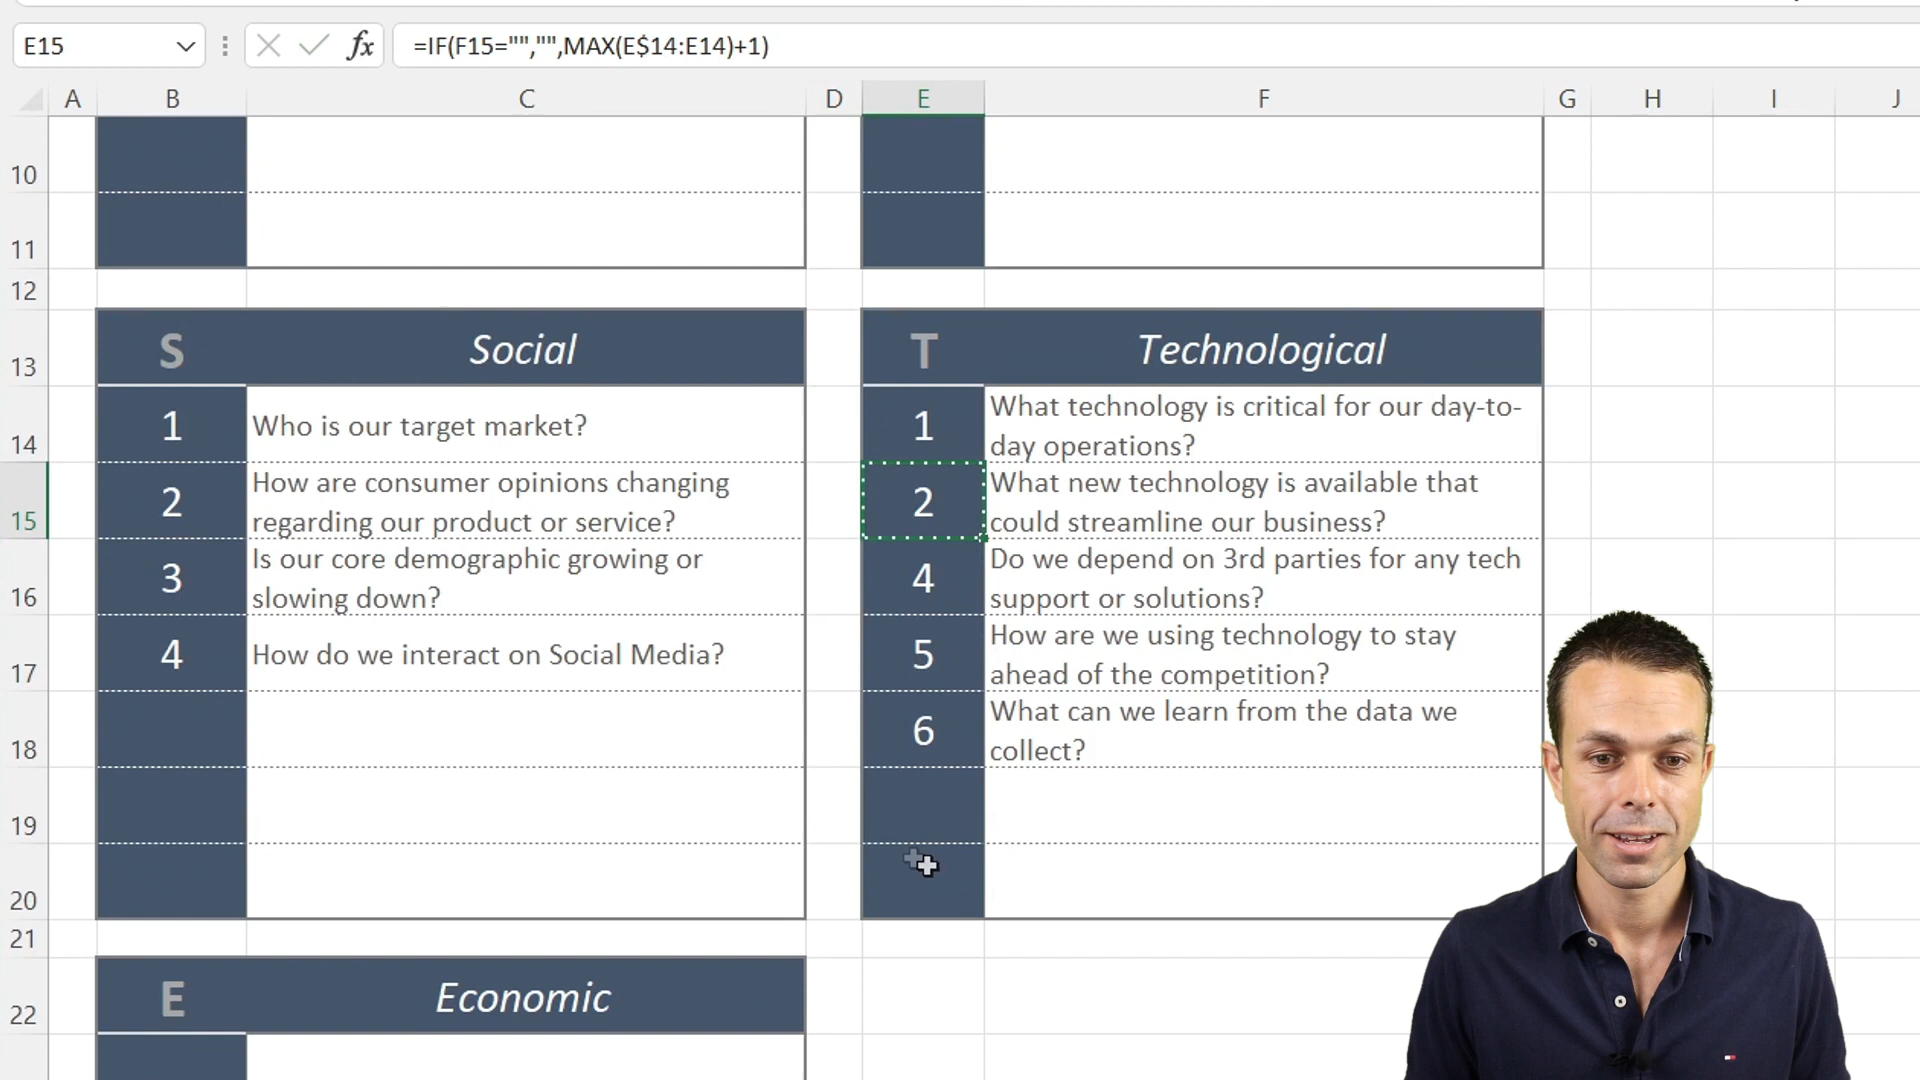 E15
fx
=IF(F15="","",MAX(E$14:E14)+1)
A B C D E F G H I J
10
11
12
13 S Social T Technological
14 1 Who is our target market? 1 What technology is critical for our day-to-
day operations?
15 2 How are consumer opinions changing
regarding our product or service? 2 What new technology is available that
could streamline our business?
16 3 Is our core demographic growing or
slowing down? 4 Do we depend on 3rd parties for any tech
support or solutions?
17 4 How do we interact on Social Media? 5 How are we using technology to stay
ahead of the competition?
18 6 What can we learn from the data we
collect?
19
20
21
22 E Economic